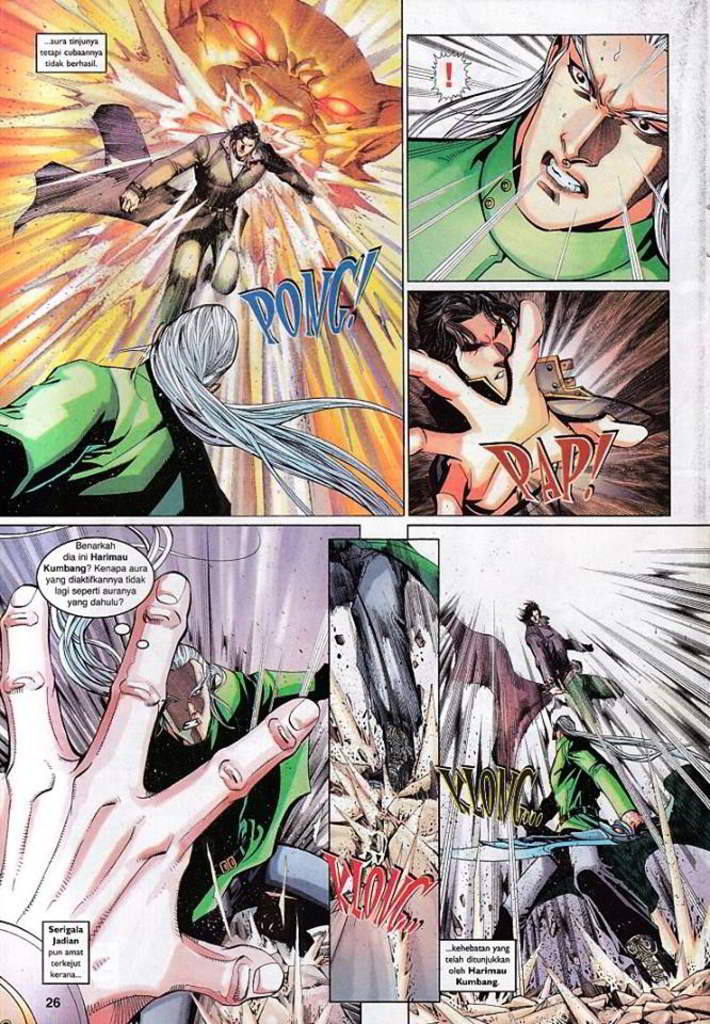 ...aura tinjunya
tetapi cubaannya
tidak berhasil.
!
PONG!
PAP!
Benarkah
dia ini Harimau
Kumbang? Kenapa aura
yang diaktifkannya tidak
lagi seperti auranya
yang dahulu?
Serigala
Jadian
pun amat
terkejut
kerana...
KLONG...
KLONG...
...kehebatan yang
telah ditunjukkan
oleh Harimau
Kumbang.
26